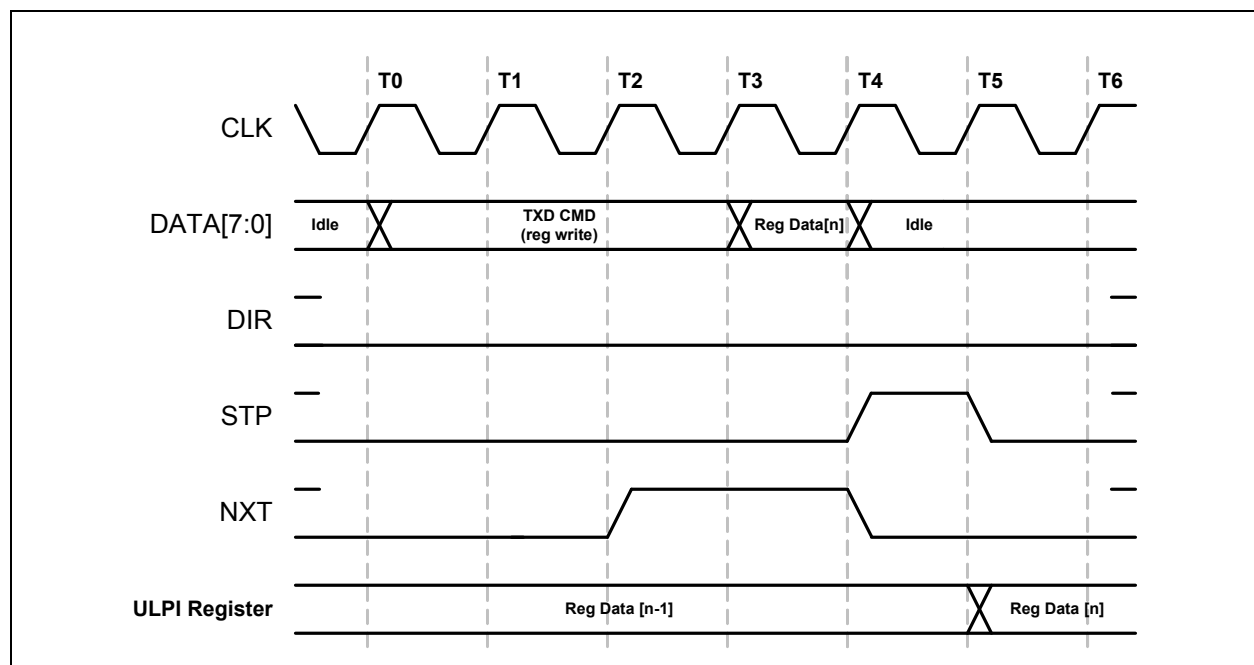 T0 T1 T2 T3 T4 T5 T6
CLK
DATA[7:0] Idle TXD CMD Reg Data[n] Idle
(reg write)
DIR
STP
NXT
ULPI Register Reg Data [n-1] Reg Data [n]